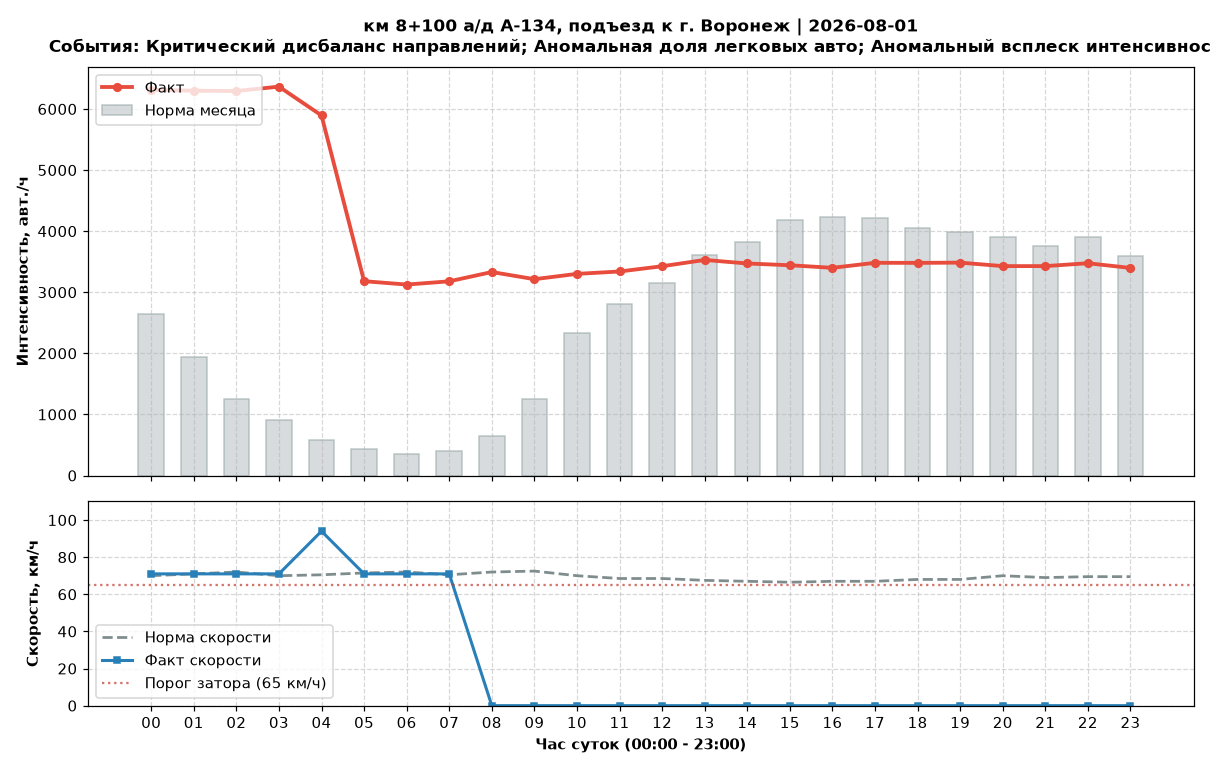 км 8+100 а/д А-134, подъезд к г. Воронеж | 2026-08-01
События: Критический дисбаланс направлений; Аномальная доля легковых авто; Аномальный всплеск интенсивнос
Интенсивность, авт./ч
6000
5000
4000
3000
2000
1000
0
Факт
Норма месяца
Скорость, км/ч
100
80
60
40
20
0
Норма скорости
Факт скорости
Порог затора (65 км/ч)
00 01 02 03 04 05 06 07 08 09 10 11 12 13 14 15 16 17 18 19 20 21 22 23
Час суток (00:00 - 23:00)